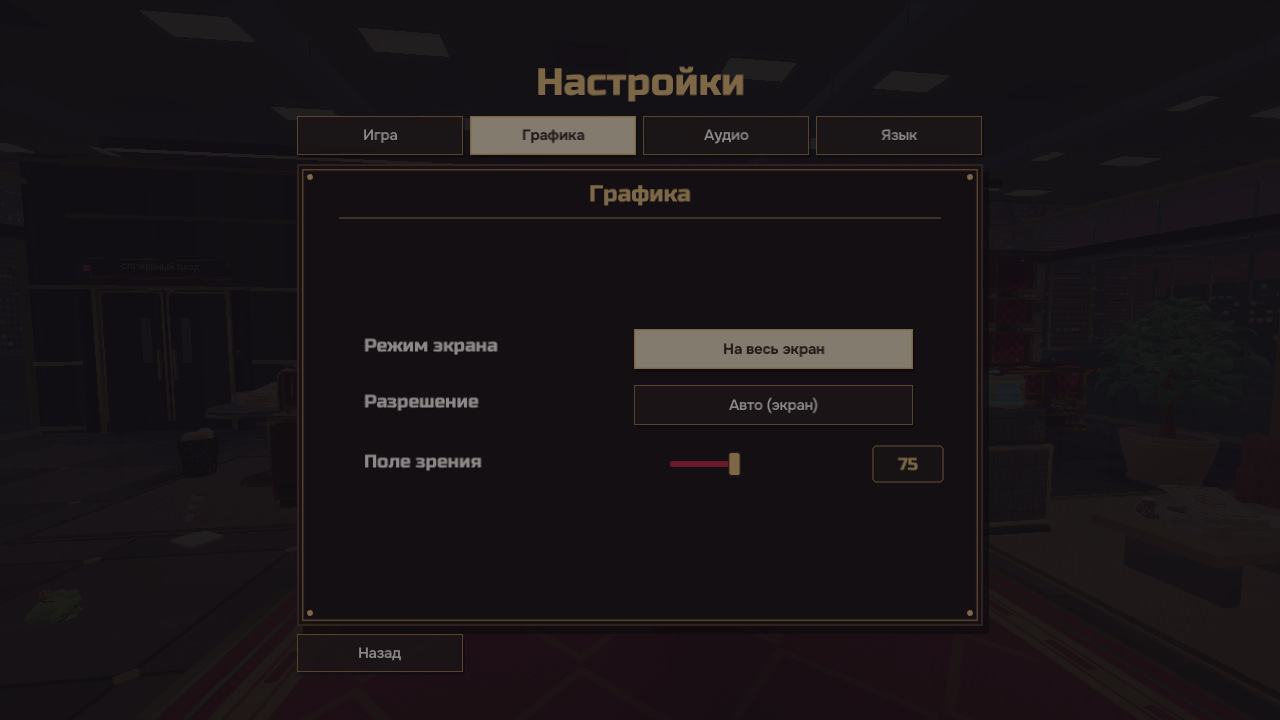 Настройки
Игра
Графика
Аудио
Язык
Графика
Режим экрана
На весь экран
Разрешение
Авто (экран)
Поле зрения
75
Назад